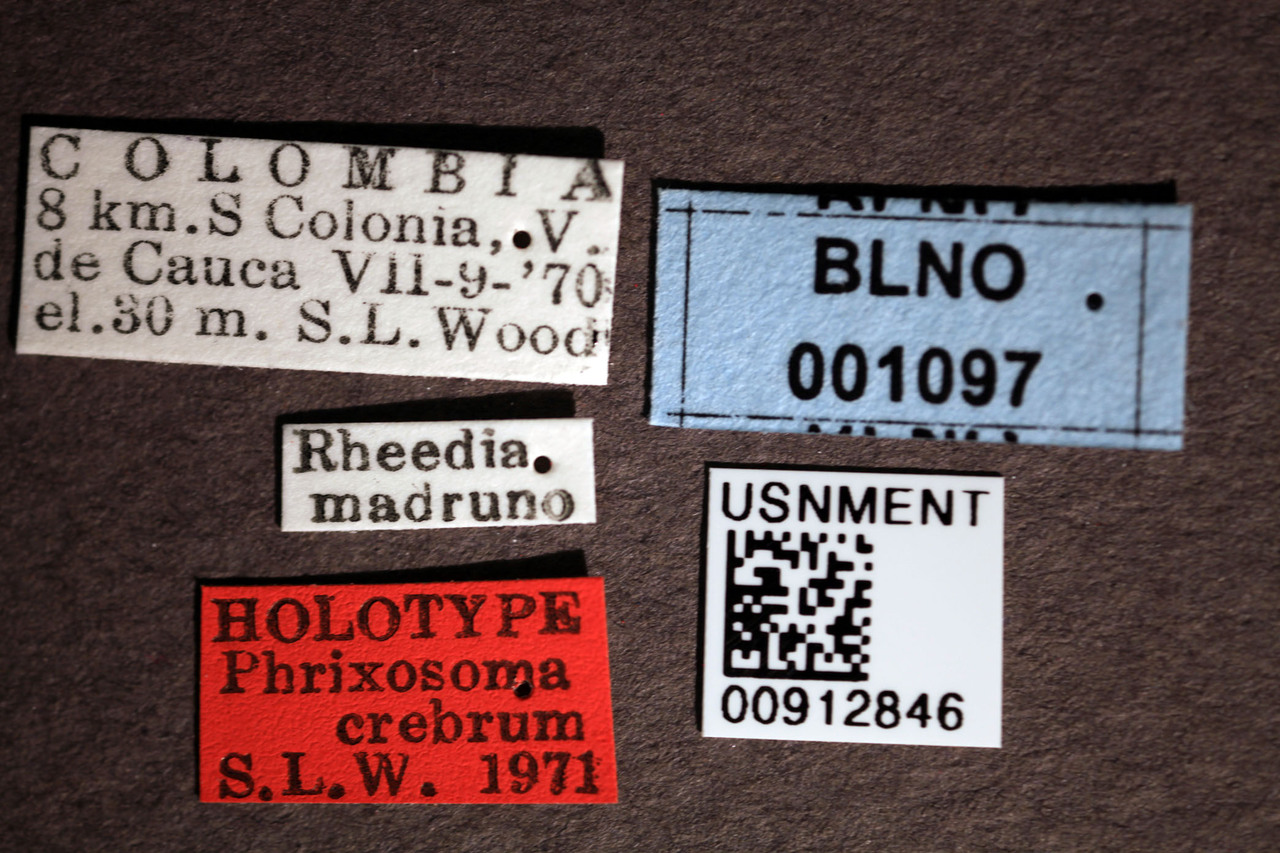 COLOMBIA
8 km.S Colonia, V.
de Cauca VII-9-'70
el.30 m. S.L.Wood
Rheedia
madruno
HOLOTYPE
Phrixosoma
crebrum
S.L.W. 1971
BLNO
001097
USNMENT
00912846